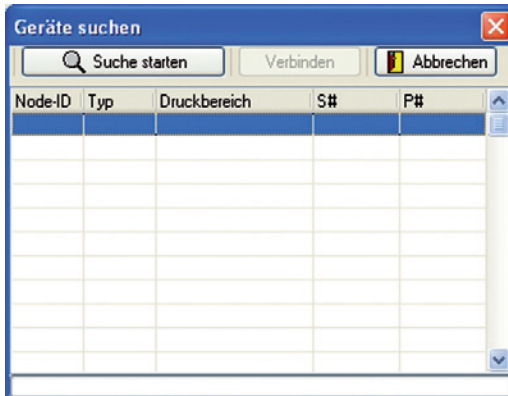 Geräte suchen
Suche starten Verbinden Abbrechen
Node-ID Typ Druckbereich S# P#